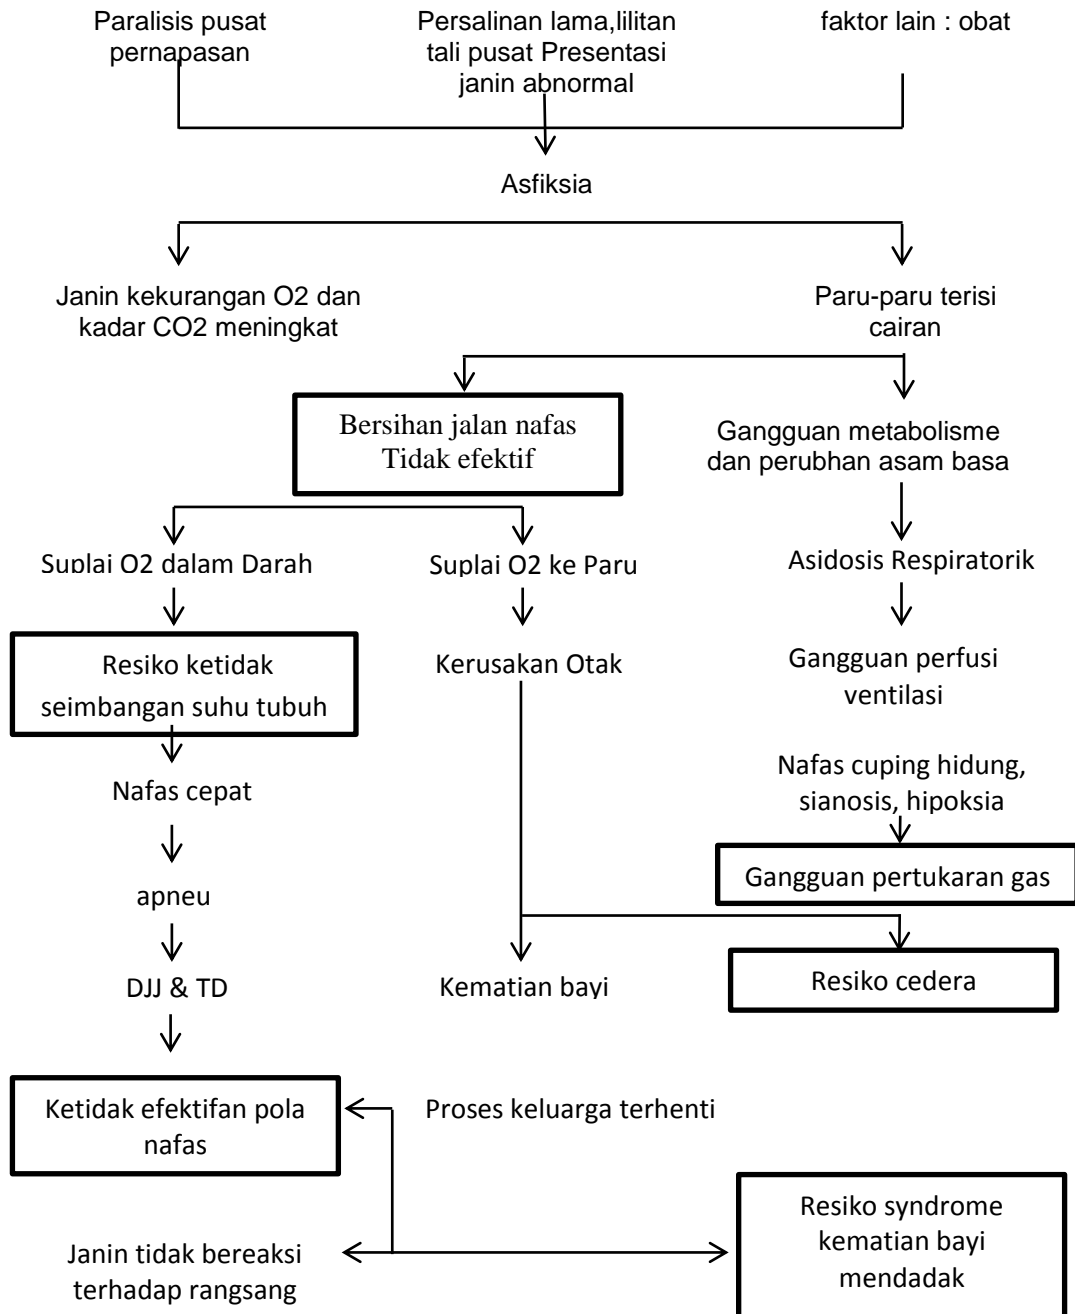 Paralisis pusat
pernapasan
Persalinan lama,lilitan
tali pusat Presentasi
janin abnormal
faktor lain : obat
Asfiksia
Janin kekurangan O2 dan
kadar CO2 meningkat
Paru-paru terisi
cairan
Bersihan jalan nafas
Tidak efektif
Gangguan metabolisme
dan perubhan asam basa
Suplai O2 dalam Darah
Suplai O2 ke Paru
Asidosis Respiratorik
Resiko ketidak
seimbangan suhu tubuh
Kerusakan Otak
Gangguan perfusi
ventilasi
Nafas cepat
Nafas cuping hidung,
sianosis, hipoksia
apneu
Gangguan pertukaran gas
DJJ & TD
Kematian bayi
Resiko cedera
Ketidak efektifan pola
nafas
Proses keluarga terhenti
Janin tidak bereaksi
terhadap rangsang
Resiko syndrome
kematian bayi
mendadak